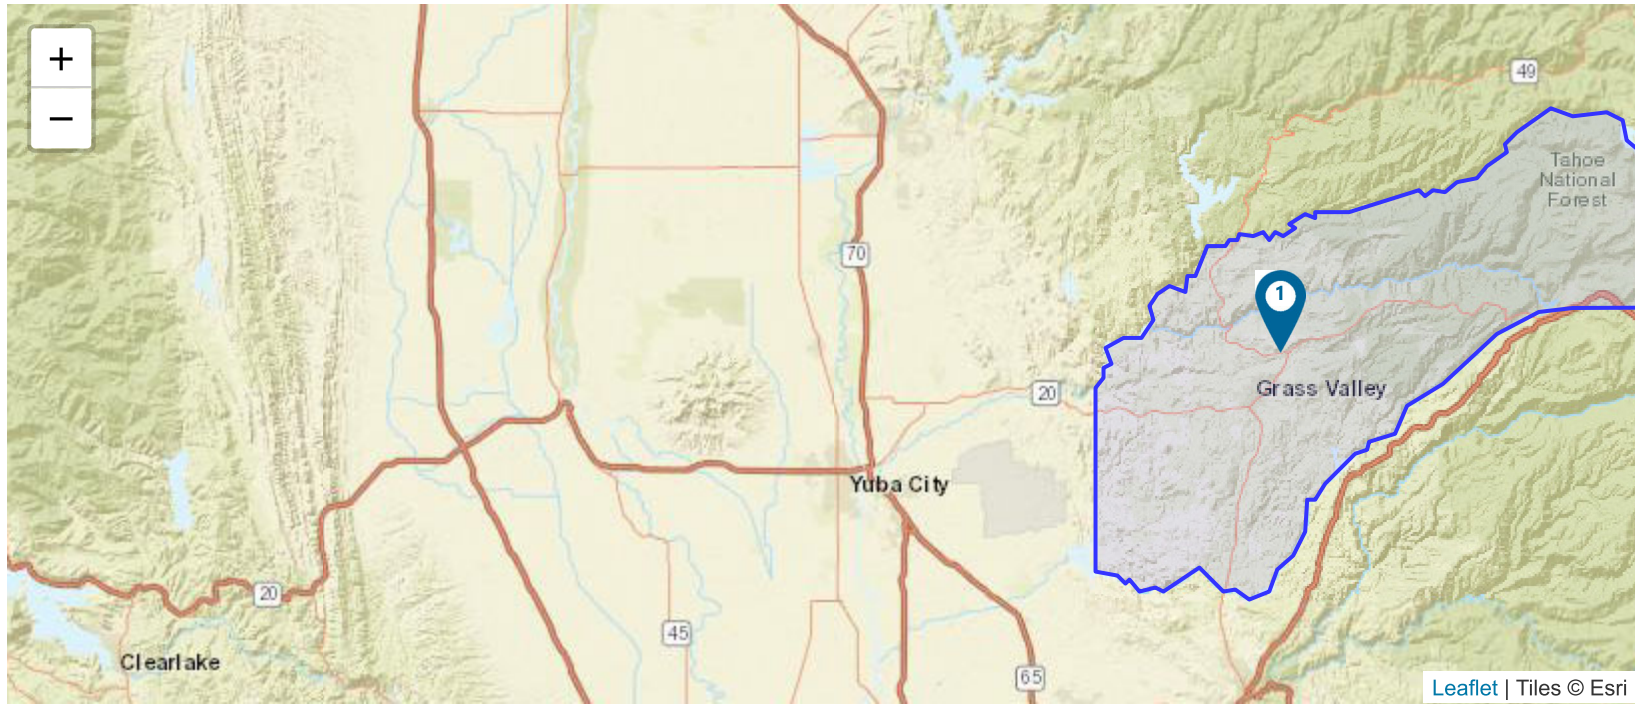 +
−
49
Tahoe
National
Forest
70
1
Grass Valley
20
Yuba City
20
45
Clearlake
65
Leaflet | Tiles © Esri